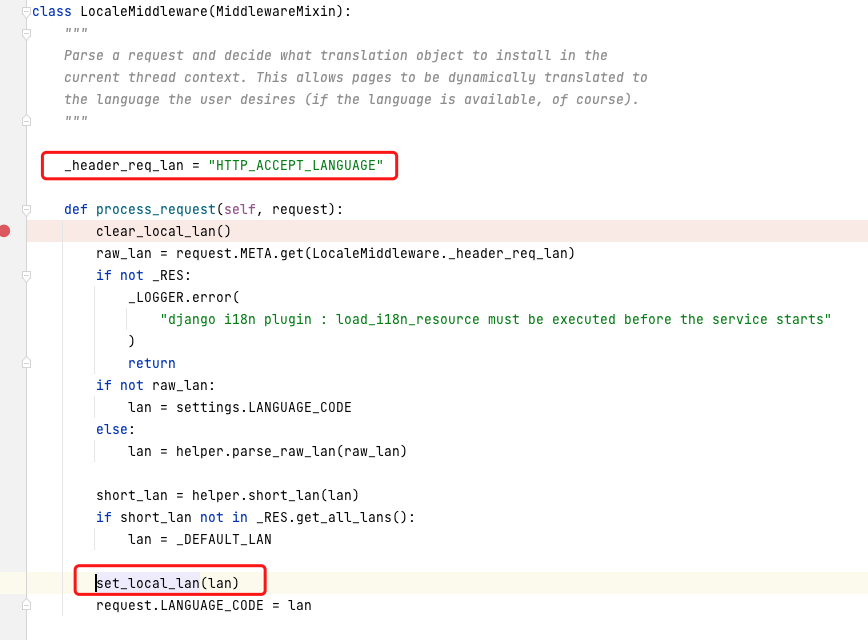 class LocaleMiddleware(MiddlewareMixin):
    """
    Parse a request and decide what translation object to install in the
    current thread context. This allows pages to be dynamically translated to
    the language the user desires (if the language is available, of course).
    """
    _header_req_lan = "HTTP_ACCEPT_LANGUAGE"
    def process_request(self, request):
        clear_local_lan()
        raw_lan = request.META.get(LocaleMiddleware._header_req_lan)
        if not _RES:
            _LOGGER.error(
                "django i18n plugin : load_i18n_resource must be executed before the service starts"
            )
            return
        if not raw_lan:
            lan = settings.LANGUAGE_CODE
        else:
            lan = helper.parse_raw_lan(raw_lan)
        short_lan = helper.short_lan(lan)
        if short_lan not in _RES.get_all_lans():
            lan = _DEFAULT_LAN
        set_local_lan(lan)
        request.LANGUAGE_CODE = lan